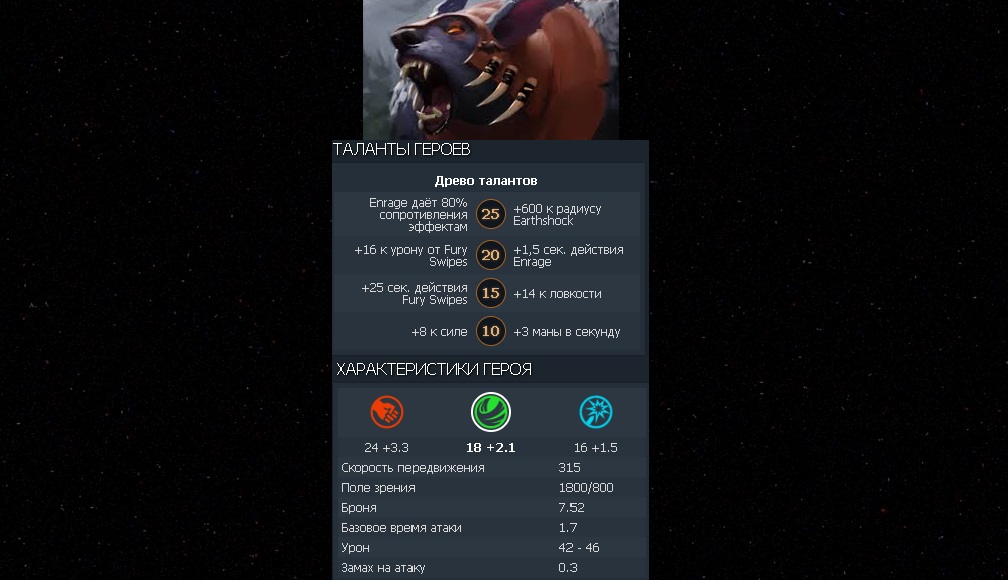 ТАЛАНТЫ ГЕРОЕВ
Древо талантов
Enrage даёт 80%
сопротивления
эффектам
25
+600 к радиусу
Earthshock
+16 к урону от Fury
Swipes
20
+1,5 сек. действия
Enrage
+25 сек. действия
Fury Swipes
15
+14 к ловкости
+8 к силе
10
+3 маны в секунду
ХАРАКТЕРИСТИКИ ГЕРОЯ
24 +3.3
18 +2.1
16 +1.5
Скорость передвижения 315
Поле зрения 1800/800
Броня 7.52
Базовое время атаки 1.7
Урон 42 - 46
Замах на атаку 0.3